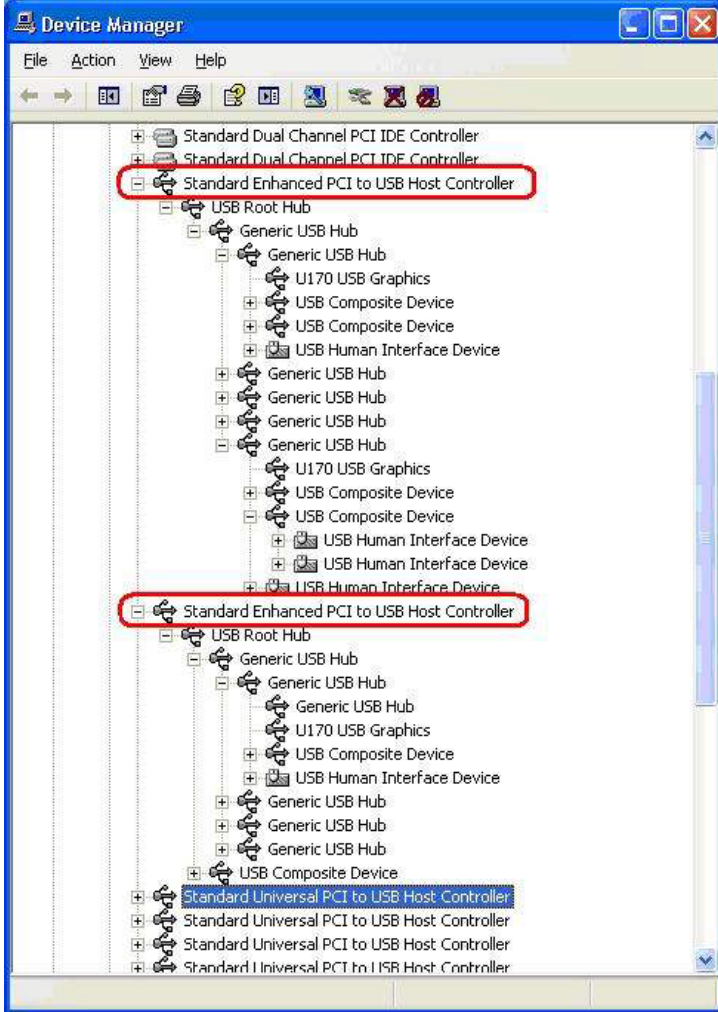 Device Manager
File Action View Help
Standard Dual Channel PCI IDE Controller
Standard Dual Channel PCI IDE Controller
Standard Enhanced PCI to USB Host Controller
USB Root Hub
Generic USB Hub
Generic USB Hub
U170 USB Graphics
USB Composite Device
USB Composite Device
USB Human Interface Device
Generic USB Hub
Generic USB Hub
Generic USB Hub
Generic USB Hub
U170 USB Graphics
USB Composite Device
USB Composite Device
USB Human Interface Device
USB Human Interface Device
USB Human Interface Device
Standard Enhanced PCI to USB Host Controller
USB Root Hub
Generic USB Hub
Generic USB Hub
Generic USB Hub
U170 USB Graphics
USB Composite Device
USB Human Interface Device
Generic USB Hub
Generic USB Hub
Generic USB Hub
USB Composite Device
Standard Universal PCI to USB Host Controller
Standard Universal PCI to USB Host Controller
Standard Universal PCI to USB Host Controller
Standard Universal PCI to USB Host Controller